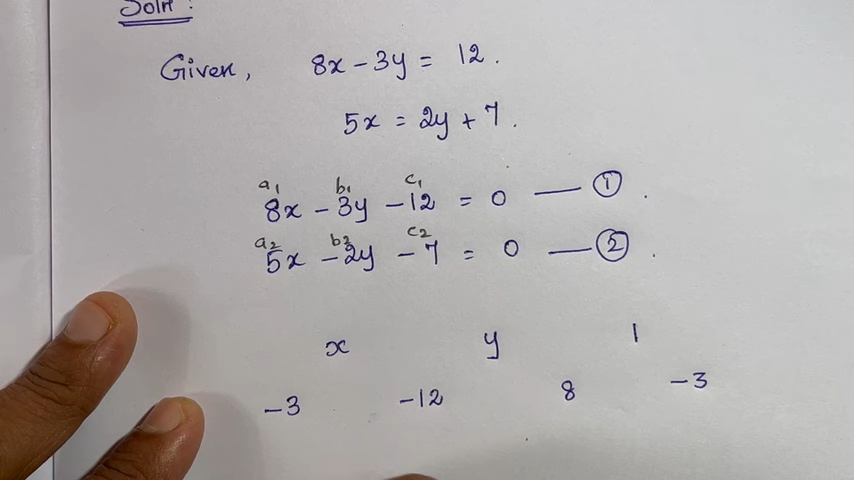 Soln :
Given, 8x - 3y = 12.
5x = 2y + 7.
a₁ b₁ c₁
8x - 3y - 12 = 0 — ① .
a₂ b₂ c₂
5x - 2y - 7 = 0 — ② .
x y 1
-3 -12 8 -3